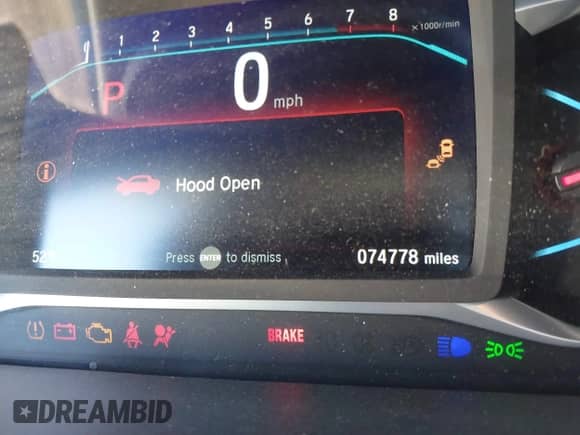 1 2 3 4 5 6 7 8
×1000r/min
P
0 mph
Hood Open
Press ENTER to dismiss
074778 miles
BRAKE
DREAMBID